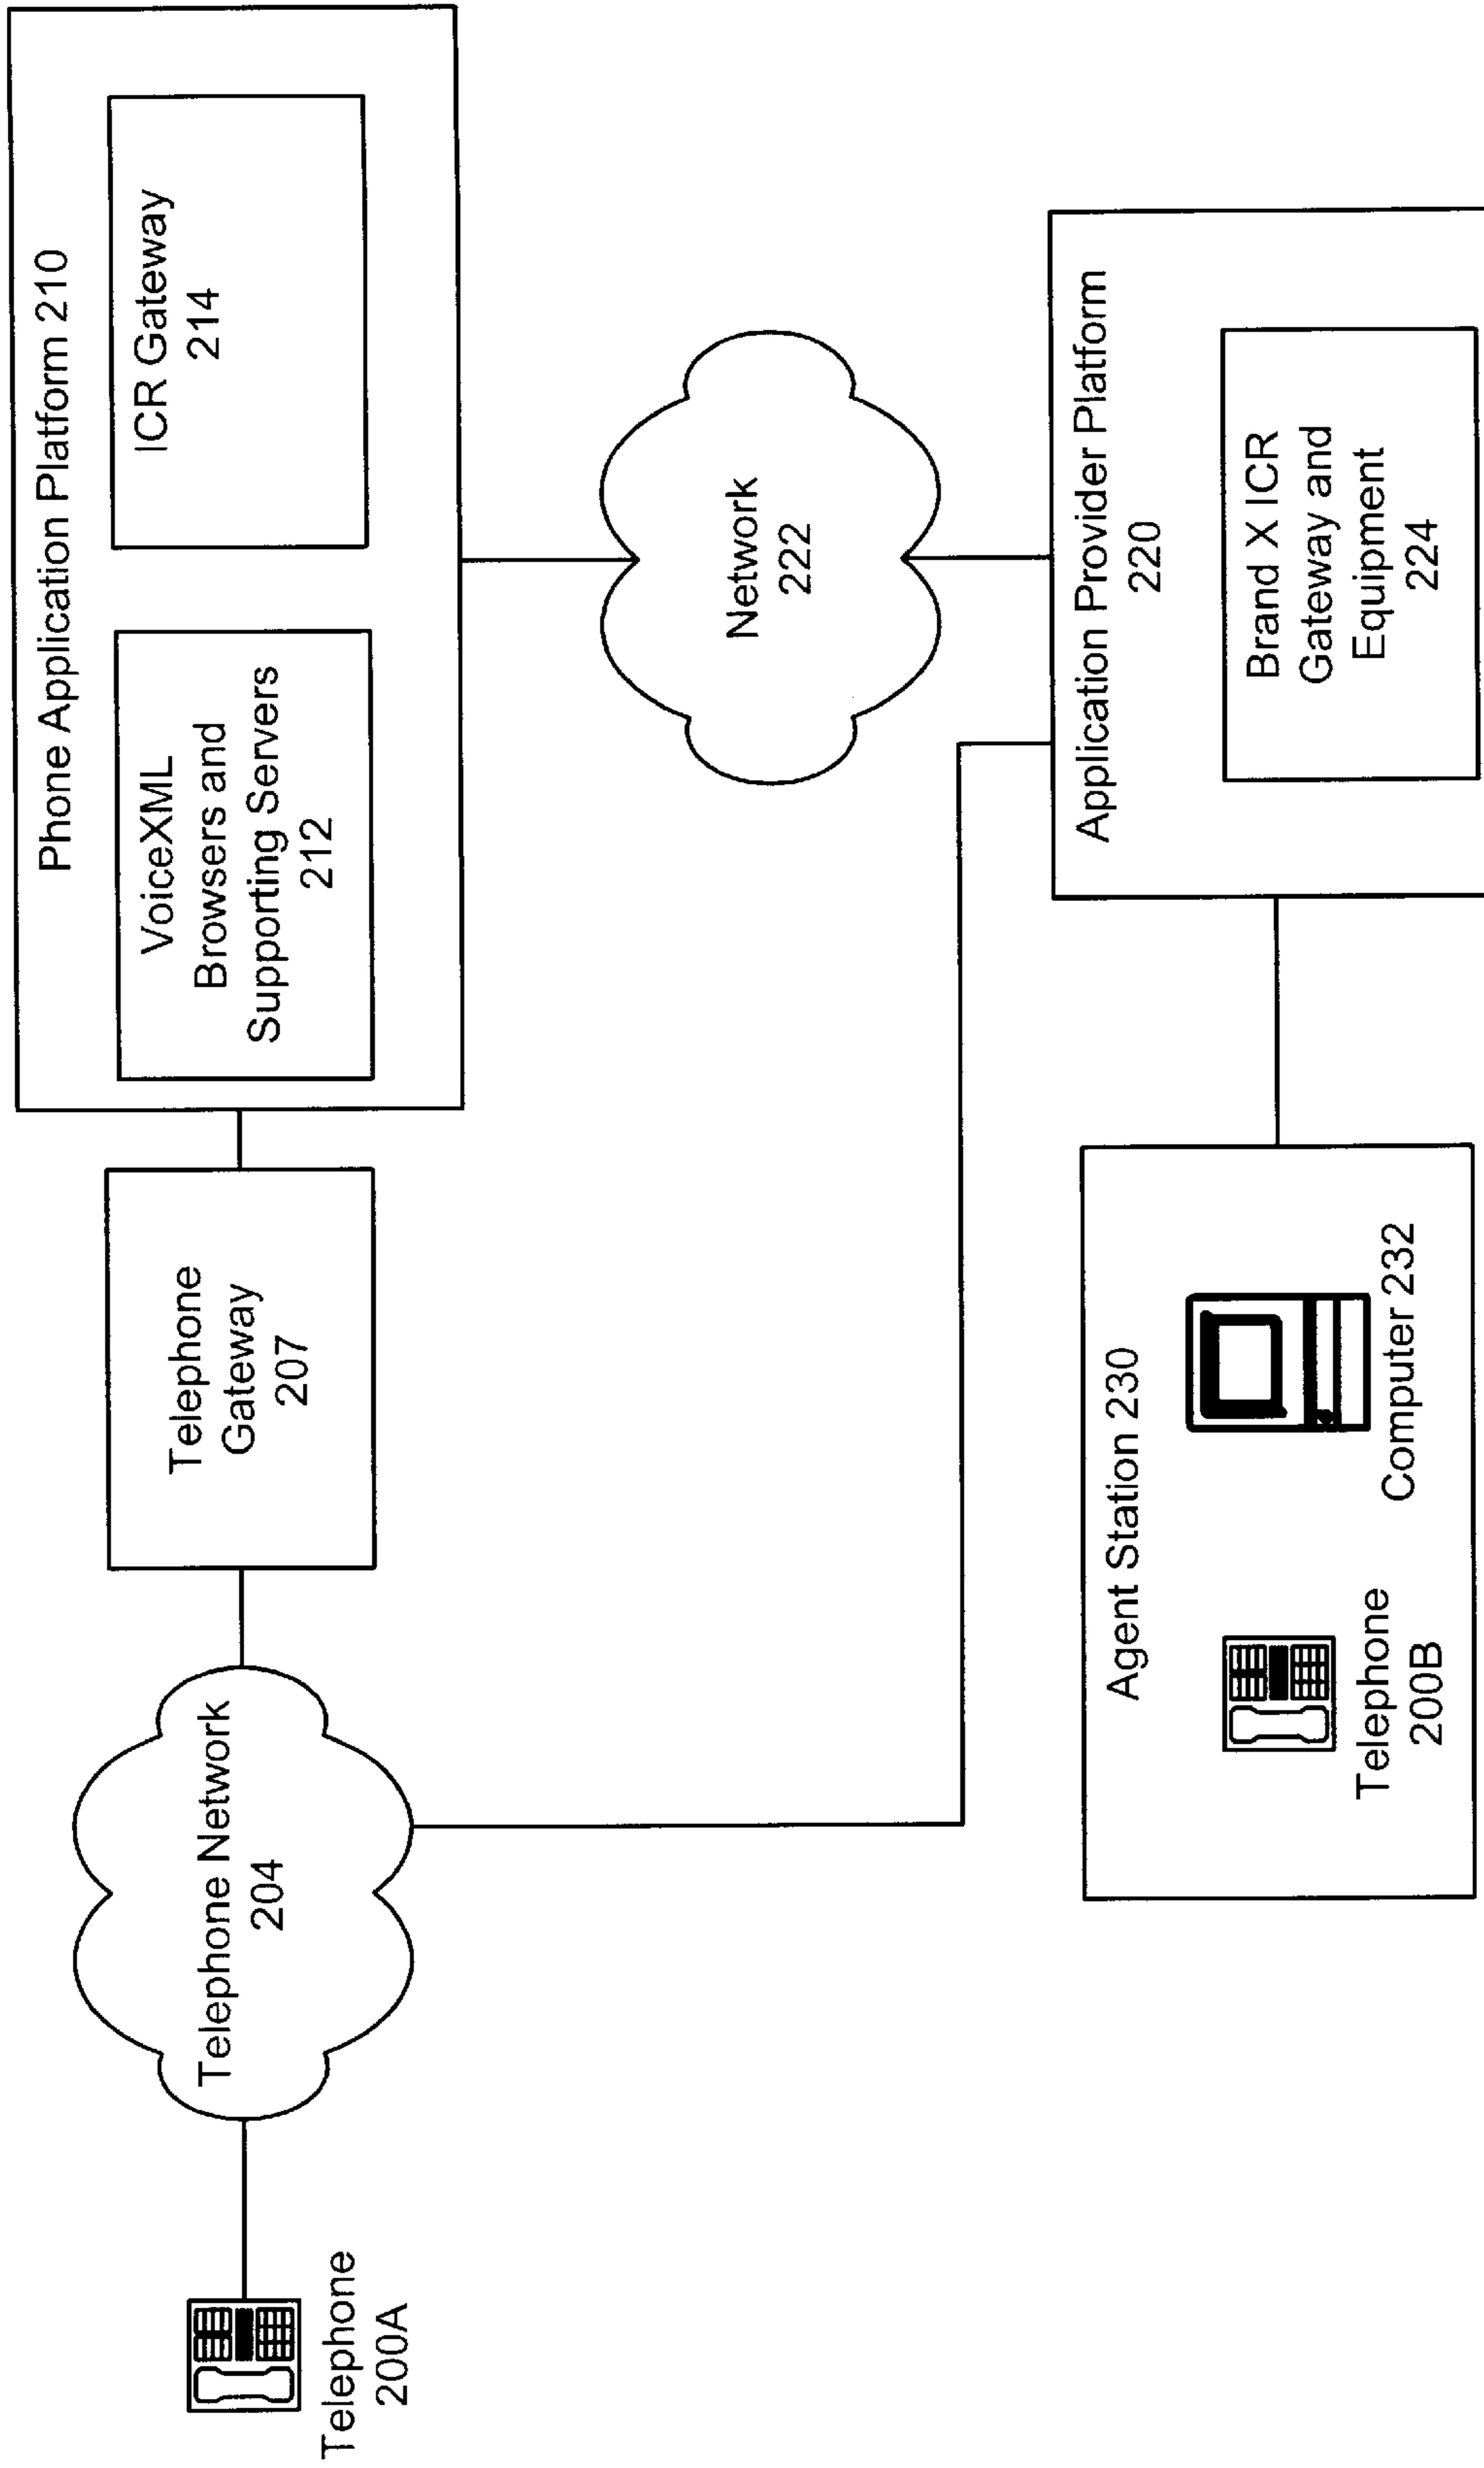 Phone Application Platform 210
VoiceXML
Browsers and
Supporting Servers
212
ICR Gateway
214
Telephone
Gateway
207
Telephone Network
204
Telephone
200A
Network
222
Application Provider Platform
220
Brand X ICR
Gateway and
Equipment
224
Agent Station 230
Telephone
200B
Computer 232